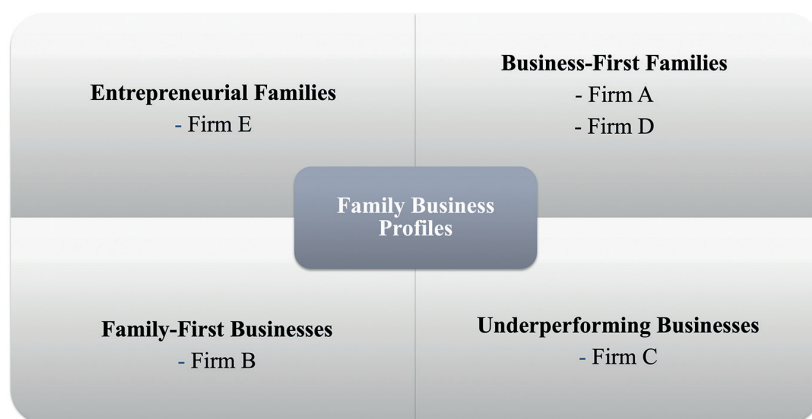 Entrepreneurial Families
- Firm E
Business-First Families
- Firm A
- Firm D
Family Business
Profiles
Family-First Businesses
- Firm B
Underperforming Businesses
- Firm C